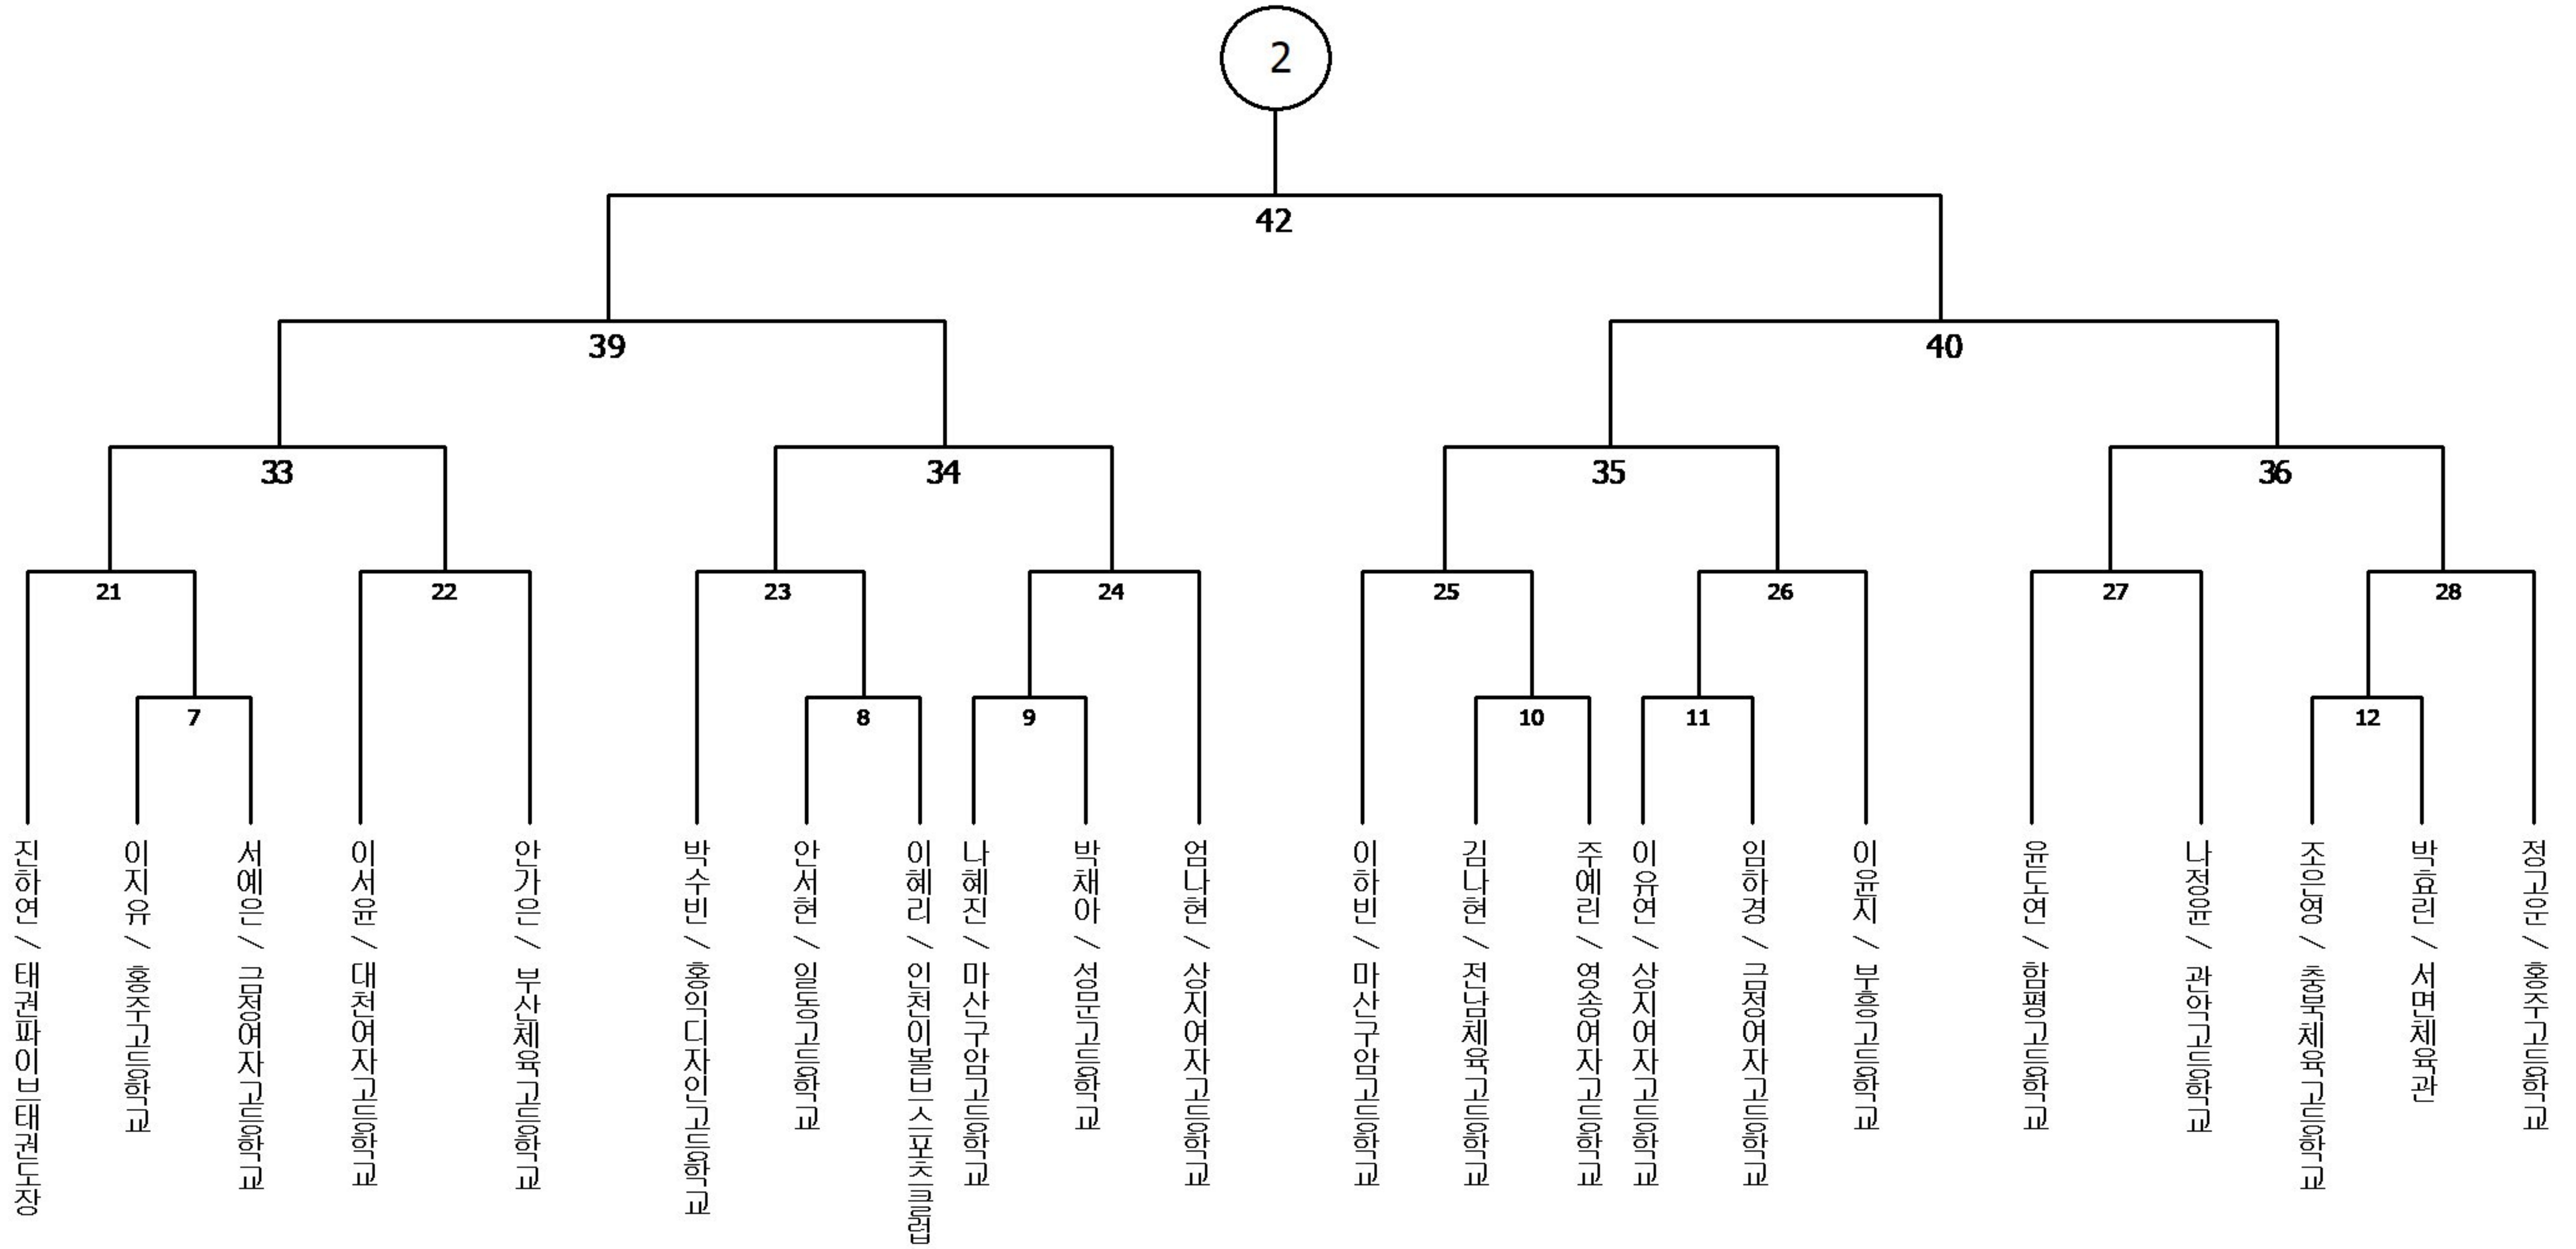 2
42
39
40
33
34
35
36
21
22
23
24
25
26
27
28
7
8
9
10
11
12
진하연 / 태권파이브태권도장
이지유 / 홍주고등학교
서예은 / 금정여자고등학교
이서윤 / 대천여자고등학교
안가은 / 부산체육고등학교
박수빈 / 홍익디자인고등학교
안서현 / 일동고등학교
이혜리 / 인천이볼브스포츠클럽
나혜진 / 마산구암고등학교
박채아 / 성문고등학교
엄나현 / 상지여자고등학교
이하빈 / 마산구암고등학교
김나현 / 전남체육고등학교
주예린 / 영송여자고등학교
이유연 / 상지여자고등학교
임하경 / 금정여자고등학교
이윤지 / 부흥고등학교
윤도연 / 함평고등학교
나정윤 / 관악고등학교
조은영 / 충북체육고등학교
박효린 / 서면체육관
정고운 / 홍주고등학교